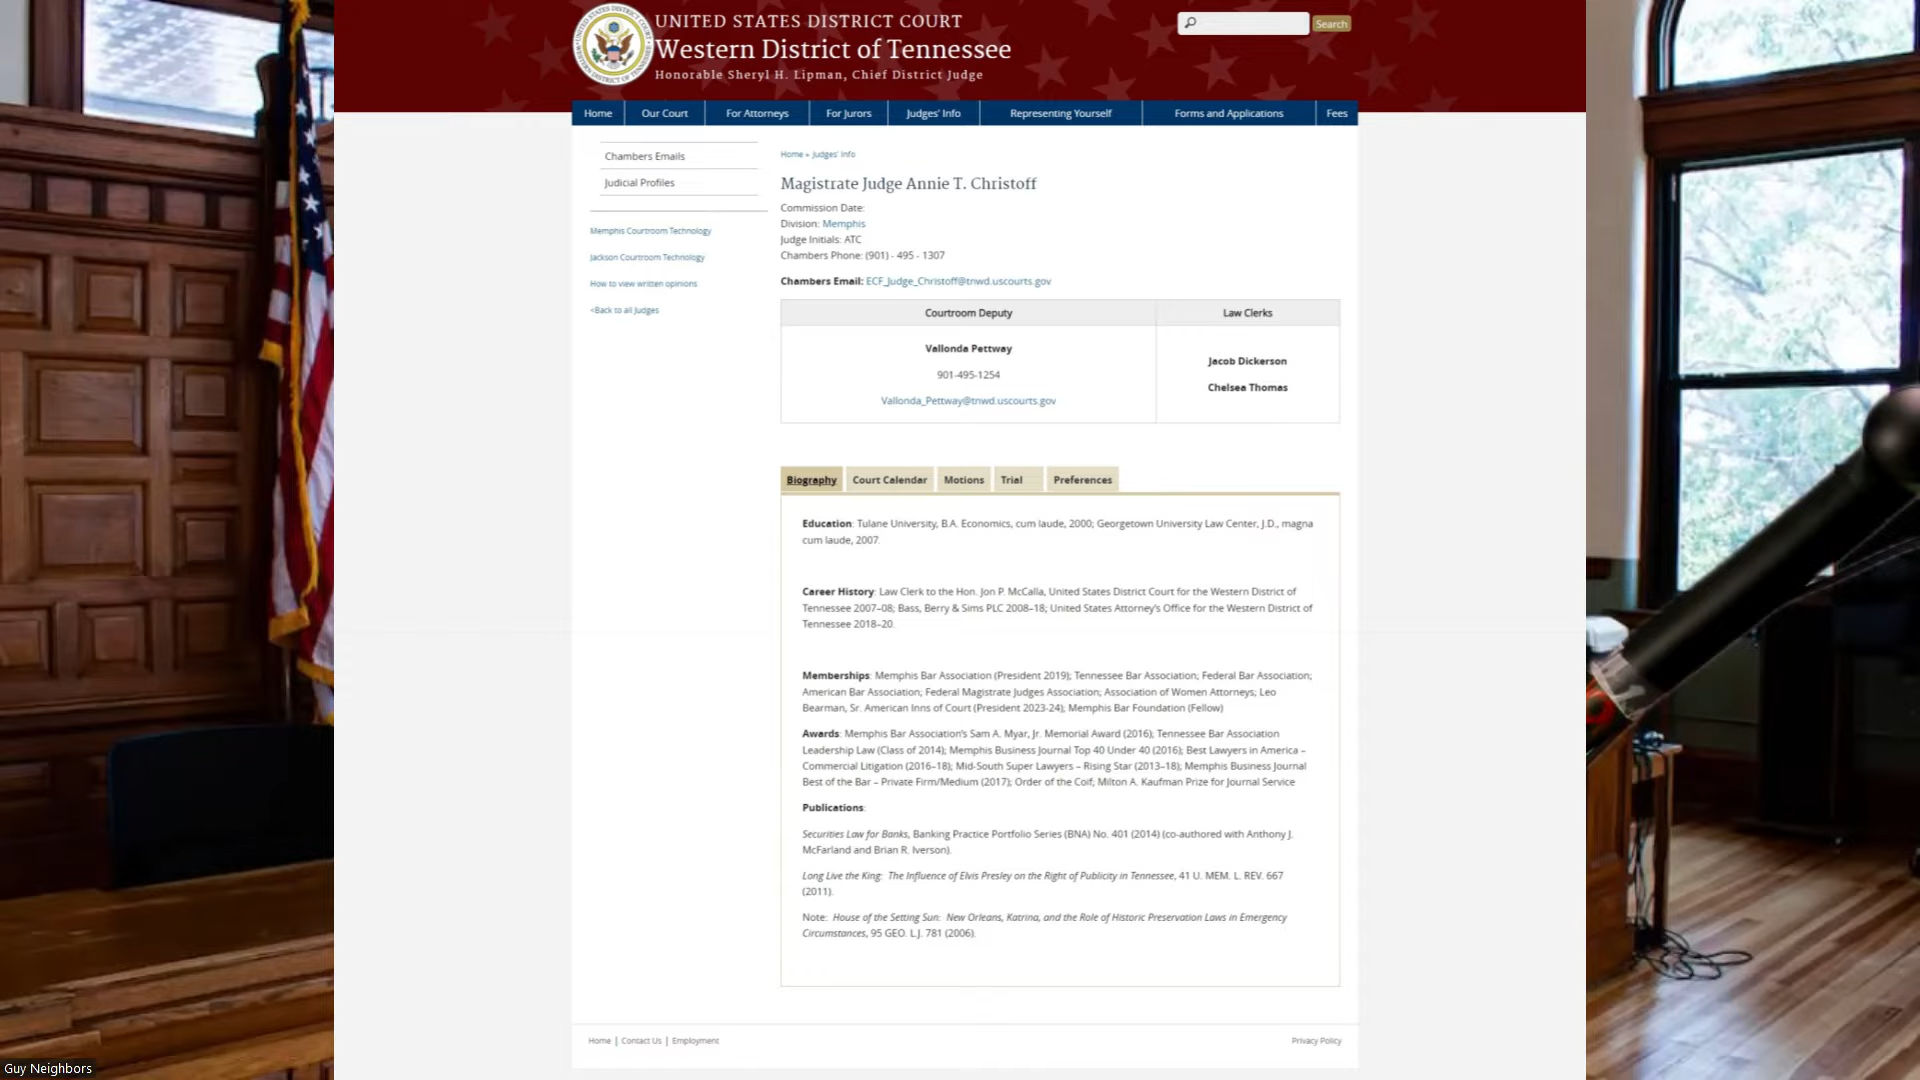 UNITED STATES DISTRICT COURT
Western District of Tennessee
Honorable Sheryl H. Lipman, Chief District Judge
Search
Home
Our Court
For Attorneys
For Jurors
Judges' Info
Representing Yourself
Forms and Applications
Fees
Chambers Emails
Judicial Profiles
Memphis Courtroom Technology
Jackson Courtroom Technology
How to view written opinions
<Back to all Judges
Home » Judges' Info
Magistrate Judge Annie T. Christoff
Commission Date:
Division: Memphis
Judge Initials: ATC
Chambers Phone: (901) - 495 - 1307
Chambers Email: ECF_Judge_Christoff@tnwd.uscourts.gov
Courtroom Deputy
Law Clerks
Vallonda Pettway
901-495-1254
Vallonda_Pettway@tnwd.uscourts.gov
Jacob Dickerson
Chelsea Thomas
Biography
Court Calendar
Motions
Trial
Preferences
Education: Tulane University, B.A. Economics, cum laude, 2000; Georgetown University Law Center, J.D., magna
cum laude, 2007.
Career History: Law Clerk to the Hon. Jon P. McCalla, United States District Court for the Western District of
Tennessee 2007–08; Bass, Berry & Sims PLC 2008–18; United States Attorney's Office for the Western District of
Tennessee 2018–20.
Memberships: Memphis Bar Association (President 2019); Tennessee Bar Association; Federal Bar Association;
American Bar Association; Federal Magistrate Judges Association; Association of Women Attorneys; Leo
Bearman, Sr. American Inns of Court (President 2023-24); Memphis Bar Foundation (Fellow)
Awards: Memphis Bar Association's Sam A. Myar, Jr. Memorial Award (2016); Tennessee Bar Association
Leadership Law (Class of 2014); Memphis Business Journal Top 40 Under 40 (2016); Best Lawyers in America –
Commercial Litigation (2016–18); Mid-South Super Lawyers – Rising Star (2013–18); Memphis Business Journal
Best of the Bar – Private Firm/Medium (2017); Order of the Coif; Milton A. Kaufman Prize for Journal Service
Publications:
Securities Law for Banks, Banking Practice Portfolio Series (BNA) No. 401 (2014) (co-authored with Anthony J.
McFarland and Brian R. Iverson).
Long Live the King: The Influence of Elvis Presley on the Right of Publicity in Tennessee, 41 U. MEM. L. REV. 667
(2011).
Note: House of the Setting Sun: New Orleans, Katrina, and the Role of Historic Preservation Laws in Emergency
Circumstances, 95 GEO. L.J. 781 (2006).
Home | Contact Us | Employment
Privacy Policy
Guy Neighbors